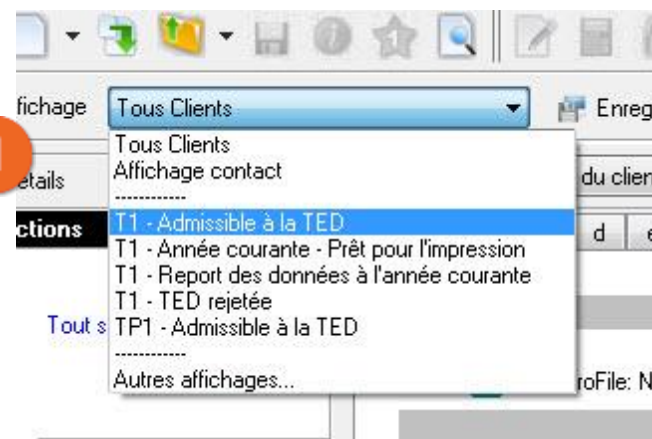 fichage Tous Clients Enreg
Tous Clients
Affichage contact
-----------
T1 - Admissible à la TED
T1 - Année courante - Prêt pour l'impression
T1 - Report des données à l'année courante
T1 - TED rejetée
TP1 - Admissible à la TED
-----------
Autres affichages...
etails
du clien
ctions
d e
Tout s
roFile: N